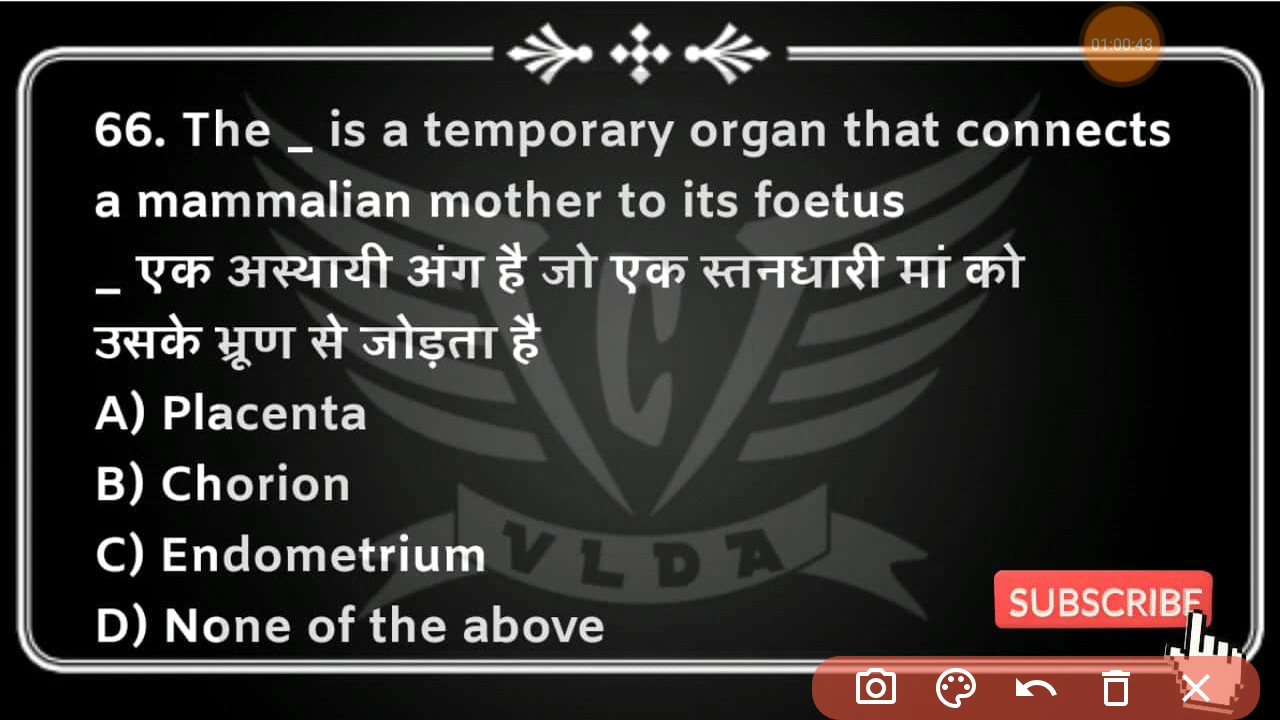 01:00:43
66. The _ is a temporary organ that connects
a mammalian mother to its foetus
_ एक अस्थायी अंग है जो एक स्तनधारी मां को
उसके भ्रूण से जोड़ता है
A) Placenta
B) Chorion
C) Endometrium
D) None of the above
VLDA
SUBSCRIBE